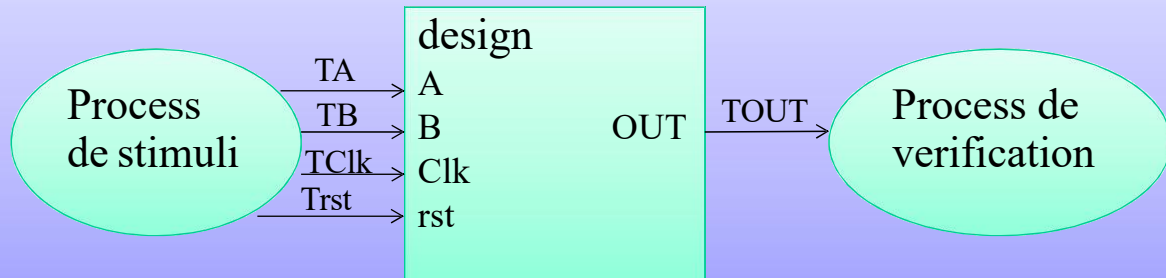 Process
de stimuli
TA
TB
TClk
Trst
design
A
B
Clk
rst
OUT
TOUT
Process de
verification